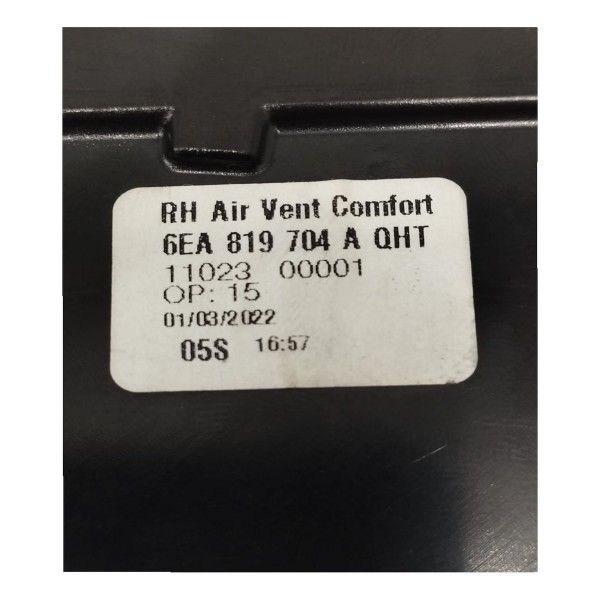 RH Air Vent Comfort
6EA 819 704 A QHT
11023 00001
OP: 15
01/03/2022
05S 16:57